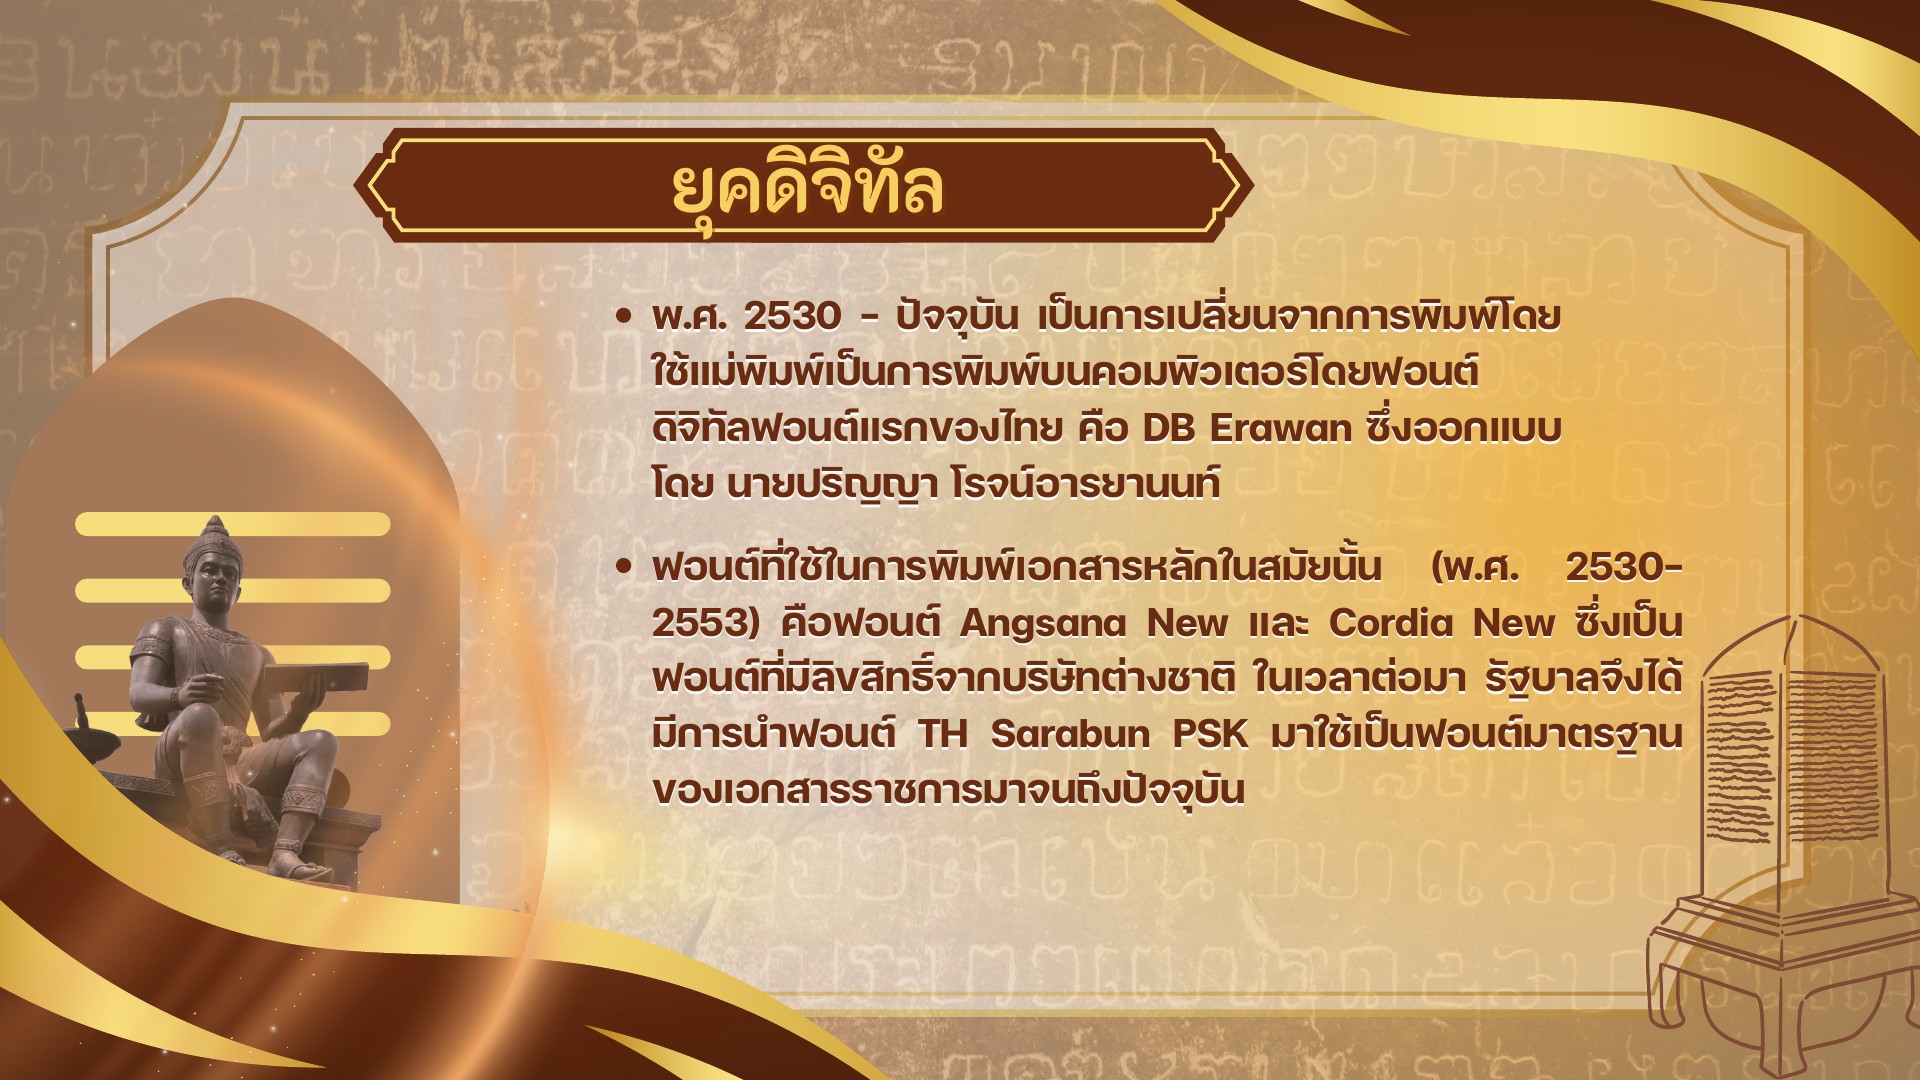 ยุคดิจิทัล
• พ.ศ. 2530 - ปัจจุบัน เป็นการเปลี่ยนจากการพิมพ์โดย
ใช้แม่พิมพ์เป็นการพิมพ์บนคอมพิวเตอร์โดยฟอนต์
ดิจิทัลฟอนต์แรกของไทย คือ DB Erawan ซึ่งออกแบบ
โดย นายปริญญา โรจน์อารยานนท์
• ฟอนต์ที่ใช้ในการพิมพ์เอกสารหลักในสมัยนั้น (พ.ศ. 2530-
2553) คือฟอนต์ Angsana New และ Cordia New ซึ่งเป็น
ฟอนต์ที่มีลิขสิทธิ์จากบริษัทต่างชาติ ในเวลาต่อมา รัฐบาลจึงได้
มีการนำฟอนต์ TH Sarabun PSK มาใช้เป็นฟอนต์มาตรฐาน
ของเอกสารราชการมาจนถึงปัจจุบัน